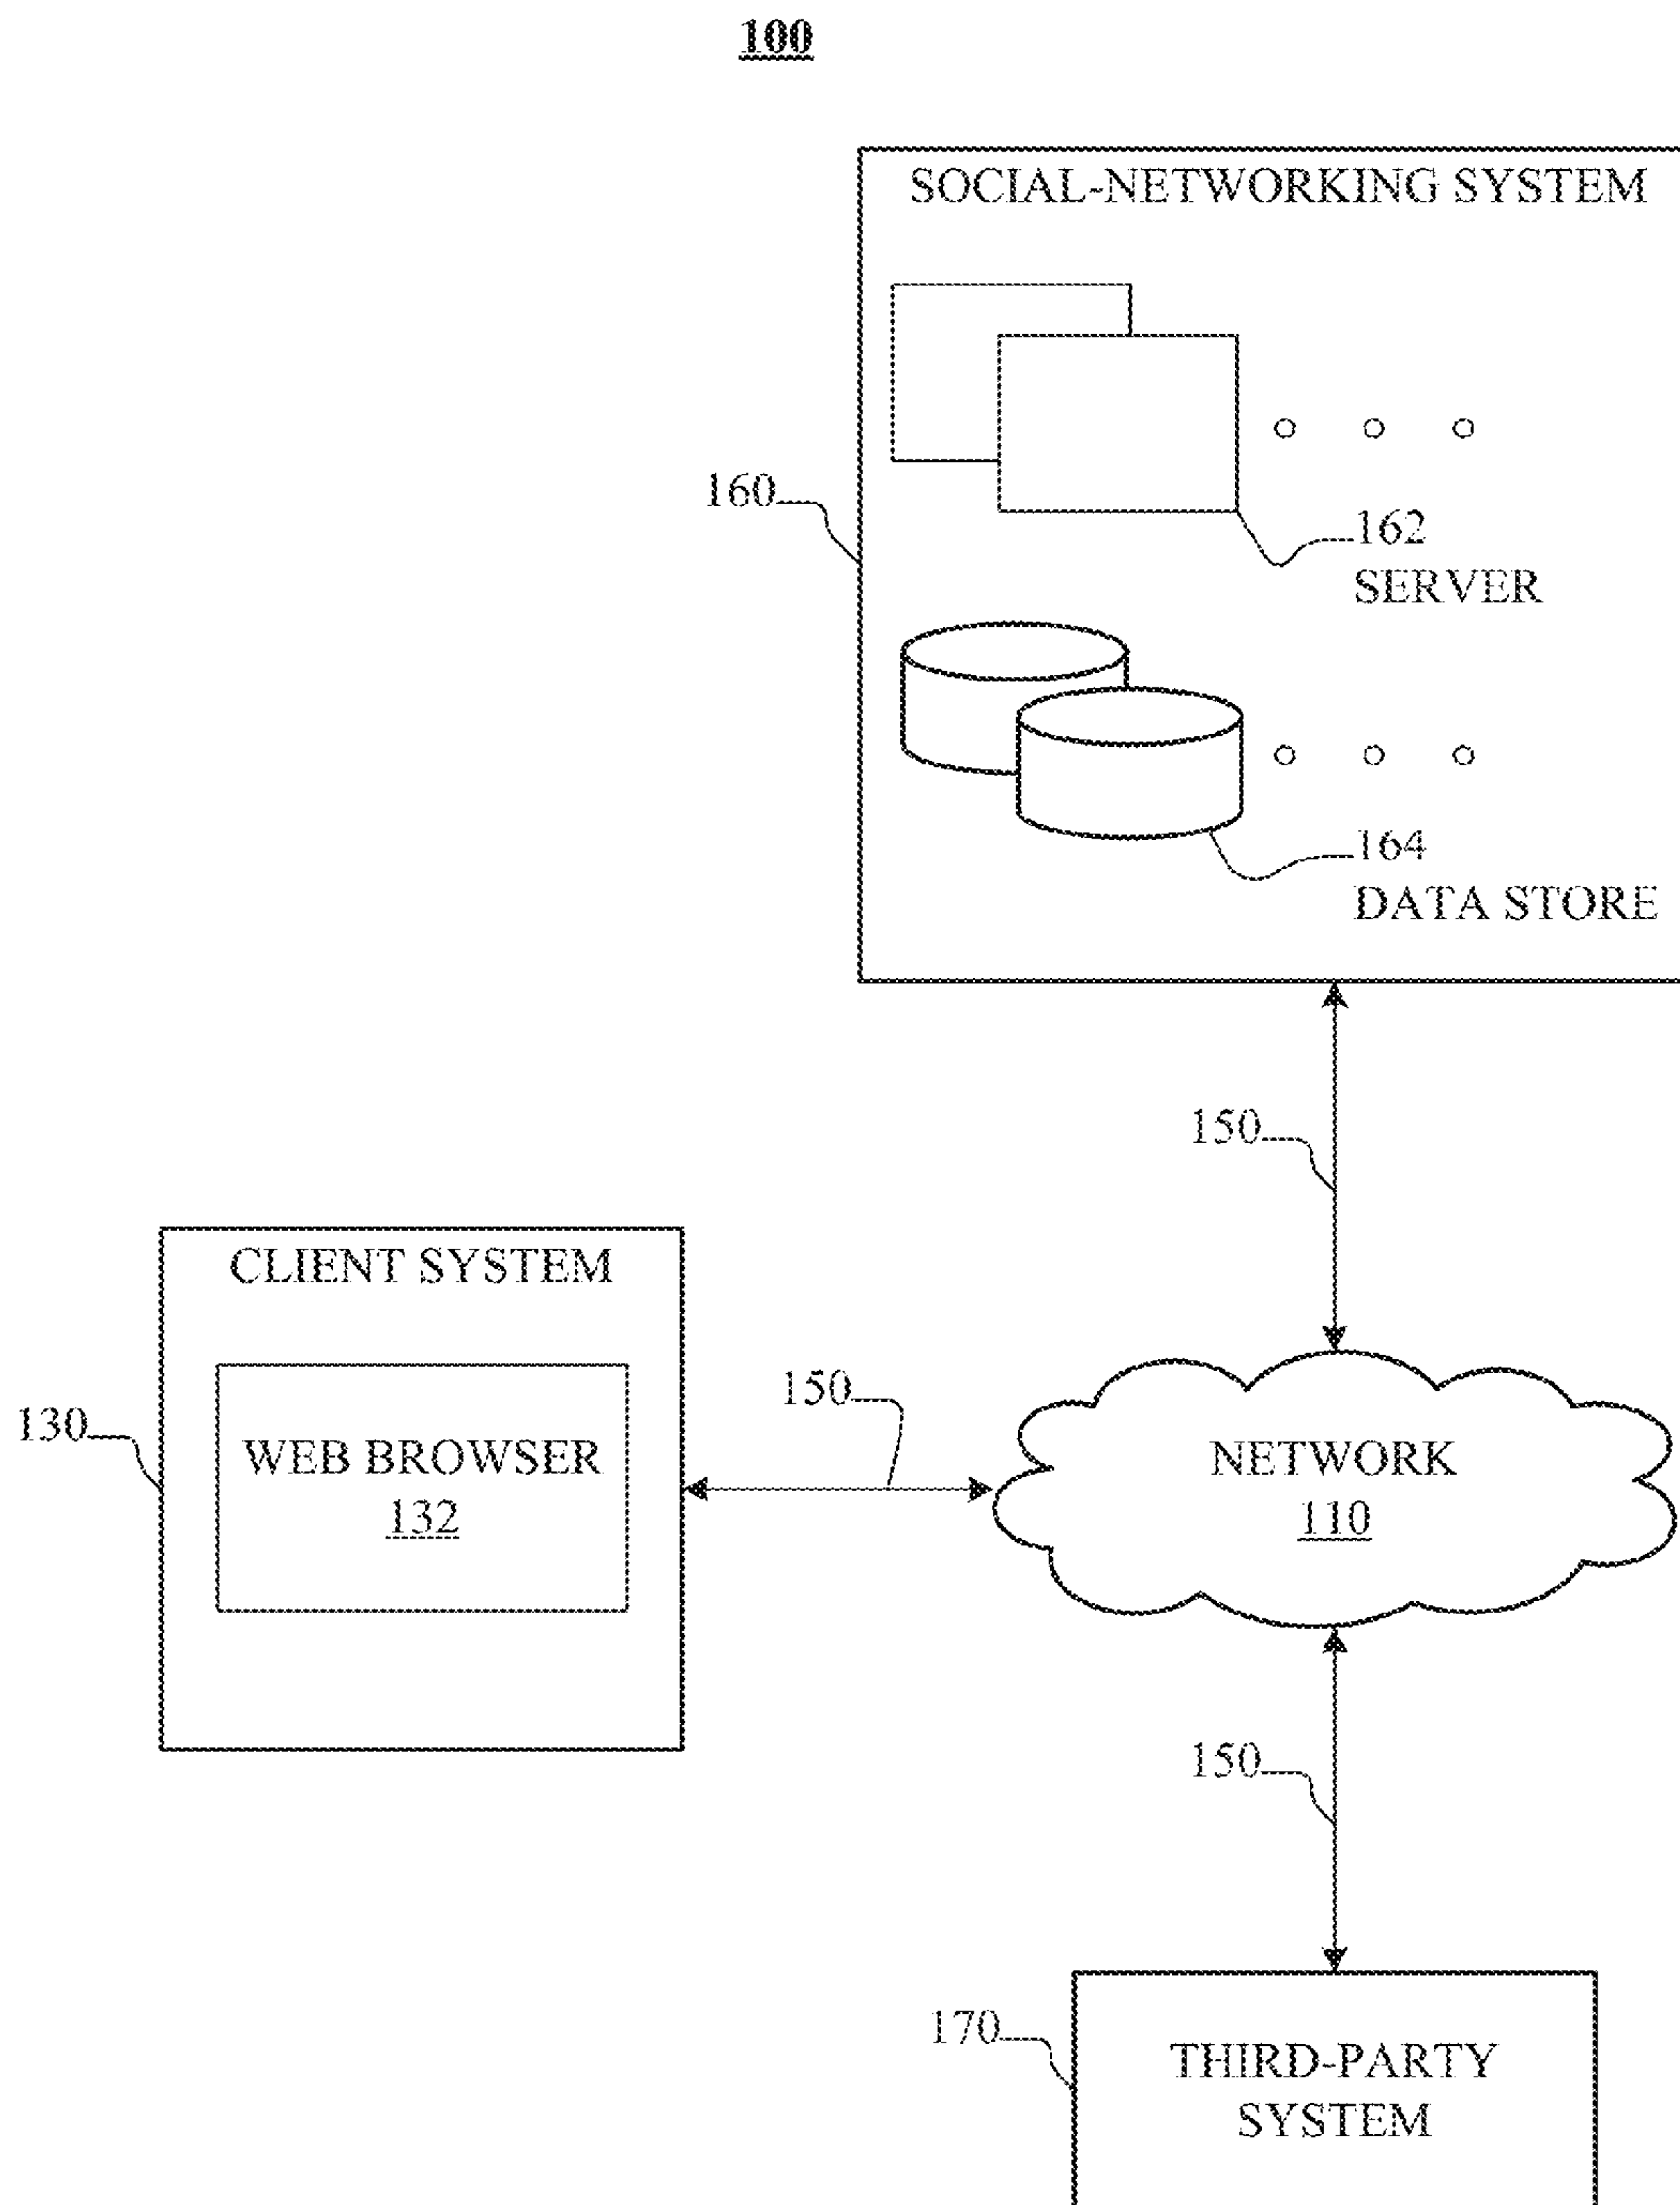 100
SOCIAL-NETWORKING SYSTEM
160
162
SERVER
164
DATA STORE
150
CLIENT SYSTEM
130
WEB BROWSER
132
150
NETWORK
110
150
170
THIRD-PARTY
SYSTEM